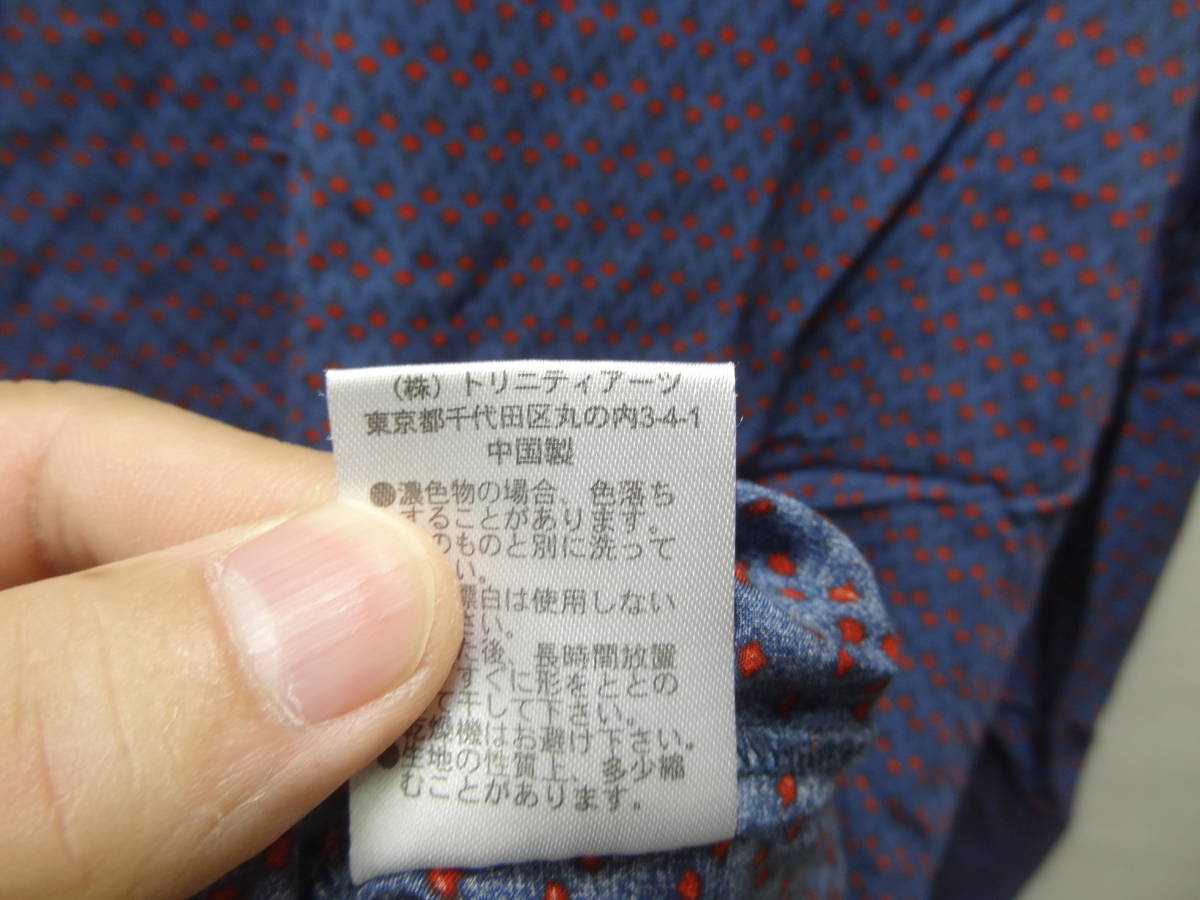 （株）トリニティアーツ
東京都千代田区丸の内3-4-1
中国製
●濃色物の場合、色落ち
することがあります。
のものと別に洗って
い。
漂白は使用しない
さい。
後、長時間放置
すぐに形をととの
て干して下さい。
●乾燥機はお避け下さい。
●生地の性質上、多少縮
むことがあります。